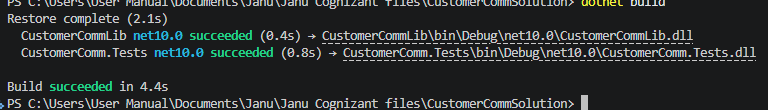 PS C:\Users\User Manual\Documents\Janu\Janu Cognizant files\CustomerCommSolution> dotnet build
Restore complete (2.1s)
CustomerCommLib net10.0 succeeded (0.4s) → CustomerCommLib\bin\Debug\net10.0\CustomerCommLib.dll
CustomerComm.Tests net10.0 succeeded (0.8s) → CustomerComm.Tests\bin\Debug\net10.0\CustomerComm.Tests.dll
Build succeeded in 4.4s
PS C:\Users\User Manual\Documents\Janu\Janu Cognizant files\CustomerCommSolution>